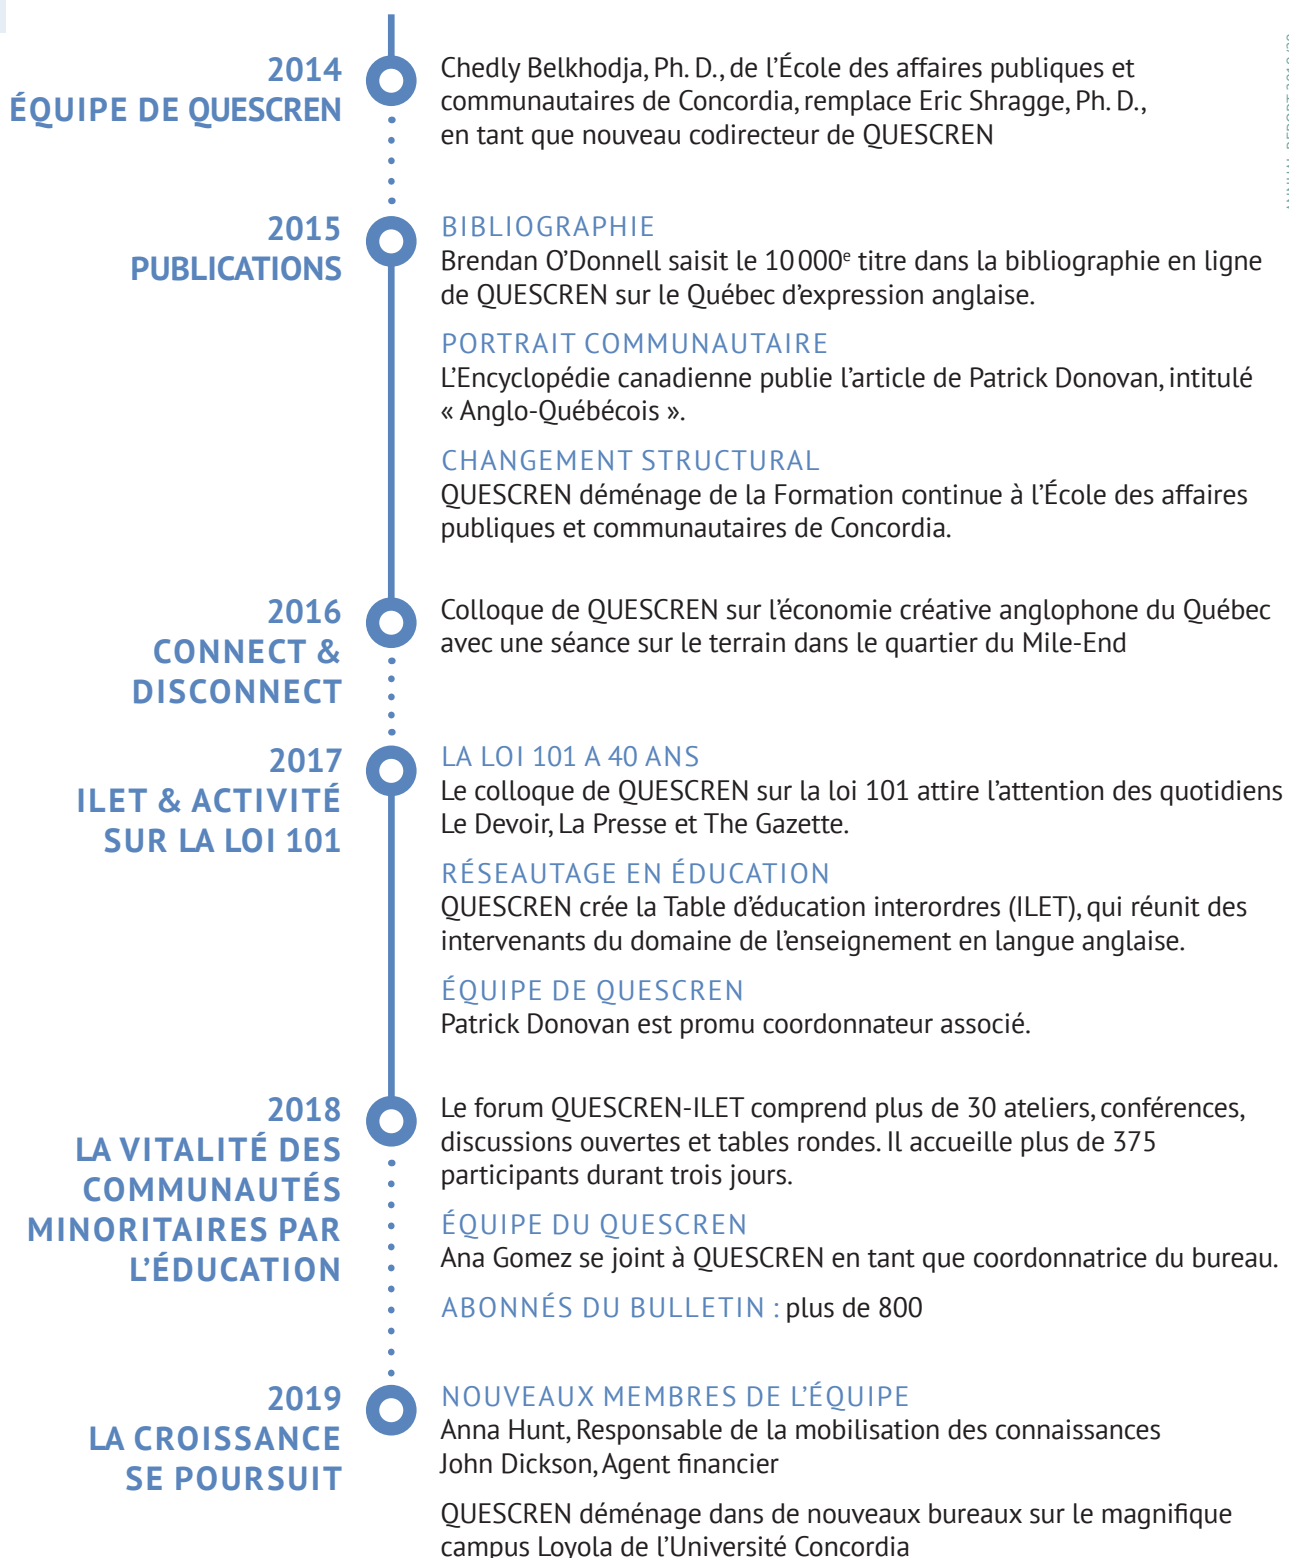 2014
ÉQUIPE DE QUESCREN
Chedly Belkhodja, Ph. D., de l’École des affaires publiques et
communautaires de Concordia, remplace Eric Shragge, Ph. D.,
en tant que nouveau codirecteur de QUESCREN
2015
PUBLICATIONS
BIBLIOGRAPHIE
Brendan O’Donnell saisit le 10 000e titre dans la bibliographie en ligne
de QUESCREN sur le Québec d’expression anglaise.
PORTRAIT COMMUNAUTAIRE
L’Encyclopédie canadienne publie l’article de Patrick Donovan, intitulé
« Anglo-Québécois ».
CHANGEMENT STRUCTURAL
QUESCREN déménage de la Formation continue à l’École des affaires
publiques et communautaires de Concordia.
2016
CONNECT &
DISCONNECT
Colloque de QUESCREN sur l’économie créative anglophone du Québec
avec une séance sur le terrain dans le quartier du Mile-End
2017
ILET & ACTIVITÉ
SUR LA LOI 101
LA LOI 101 A 40 ANS
Le colloque de QUESCREN sur la loi 101 attire l’attention des quotidiens
Le Devoir, La Presse et The Gazette.
RÉSEAUTAGE EN ÉDUCATION
QUESCREN crée la Table d’éducation interordres (ILET), qui réunit des
intervenants du domaine de l’enseignement en langue anglaise.
ÉQUIPE DE QUESCREN
Patrick Donovan est promu coordonnateur associé.
2018
LA VITALITÉ DES
COMMUNAUTÉS
MINORITAIRES PAR
L’ÉDUCATION
Le forum QUESCREN-ILET comprend plus de 30 ateliers, conférences,
discussions ouvertes et tables rondes. Il accueille plus de 375
participants durant trois jours.
ÉQUIPE DU QUESCREN
Ana Gomez se joint à QUESCREN en tant que coordonnatrice du bureau.
ABONNÉS DU BULLETIN : plus de 800
2019
LA CROISSANCE
SE POURSUIT
NOUVEAUX MEMBRES DE L’ÉQUIPE
Anna Hunt, Responsable de la mobilisation des connaissances
John Dickson, Agent financier
QUESCREN déménage dans de nouveaux bureaux sur le magnifique
campus Loyola de l’Université Concordia